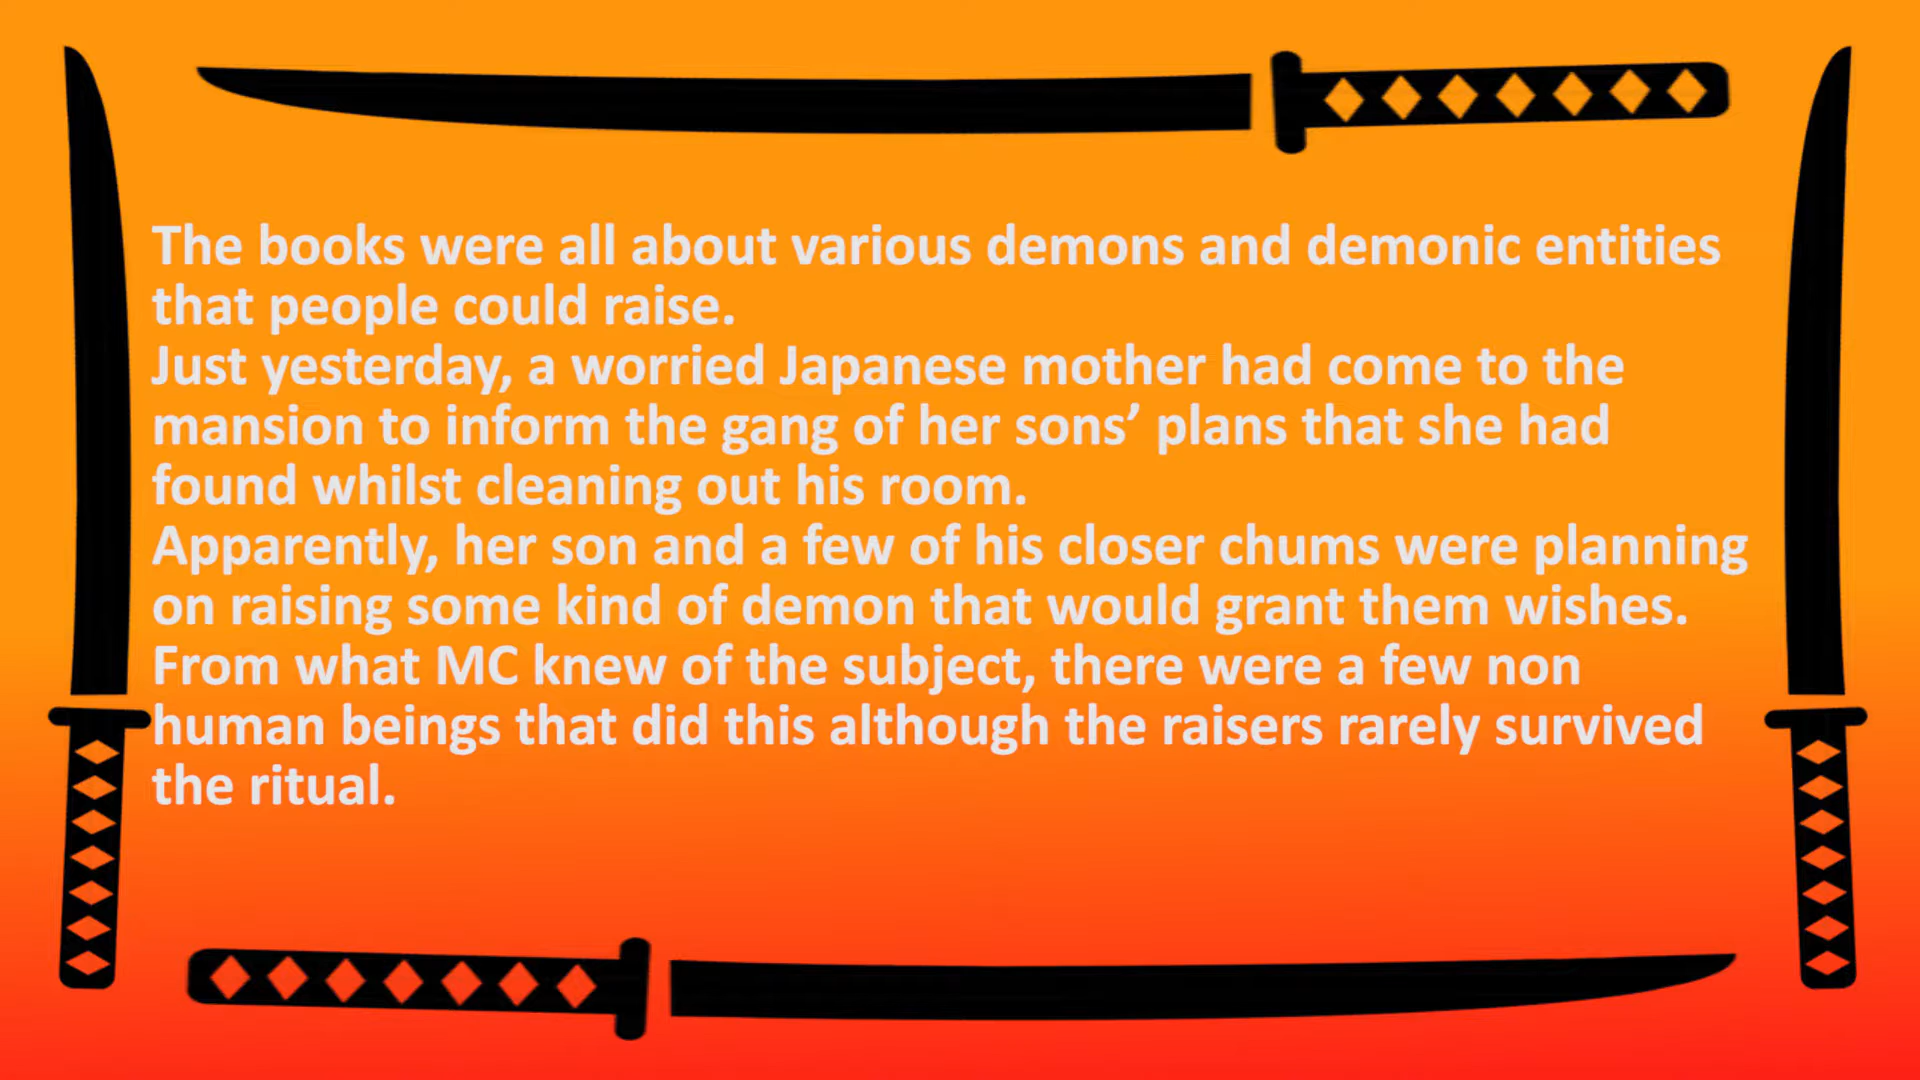 The books were all about various demons and demonic entities
that people could raise.
Just yesterday, a worried Japanese mother had come to the
mansion to inform the gang of her sons’ plans that she had
found whilst cleaning out his room.
Apparently, her son and a few of his closer chums were planning
on raising some kind of demon that would grant them wishes.
From what MC knew of the subject, there were a few non
human beings that did this although the raisers rarely survived
the ritual.